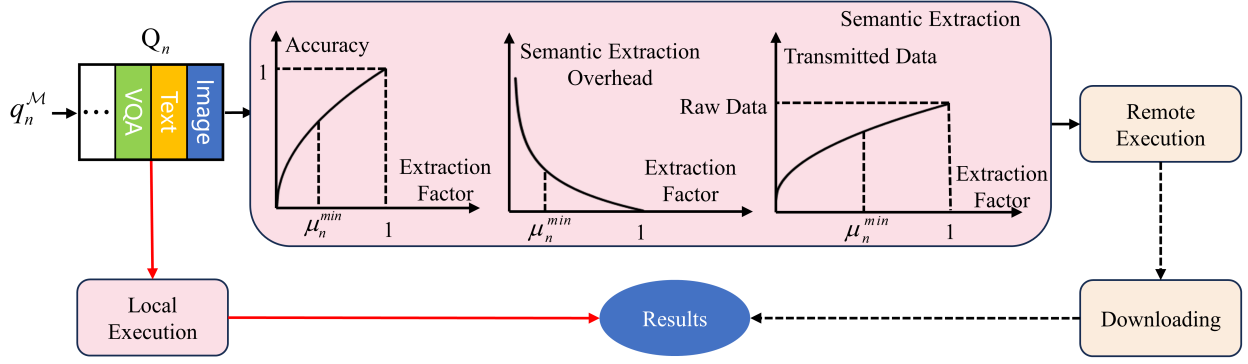 Semantic Extraction
Q_n
q_n^ℳ
...
VQA
Text
Image
Accuracy
1
Extraction
Factor
μ_n^{min}
1
Semantic Extraction
Overhead
Extraction
Factor
μ_n^{min}
1
Transmitted Data
Raw Data
Extraction
Factor
μ_n^{min}
1
Remote
Execution
Local
Execution
Results
Downloading